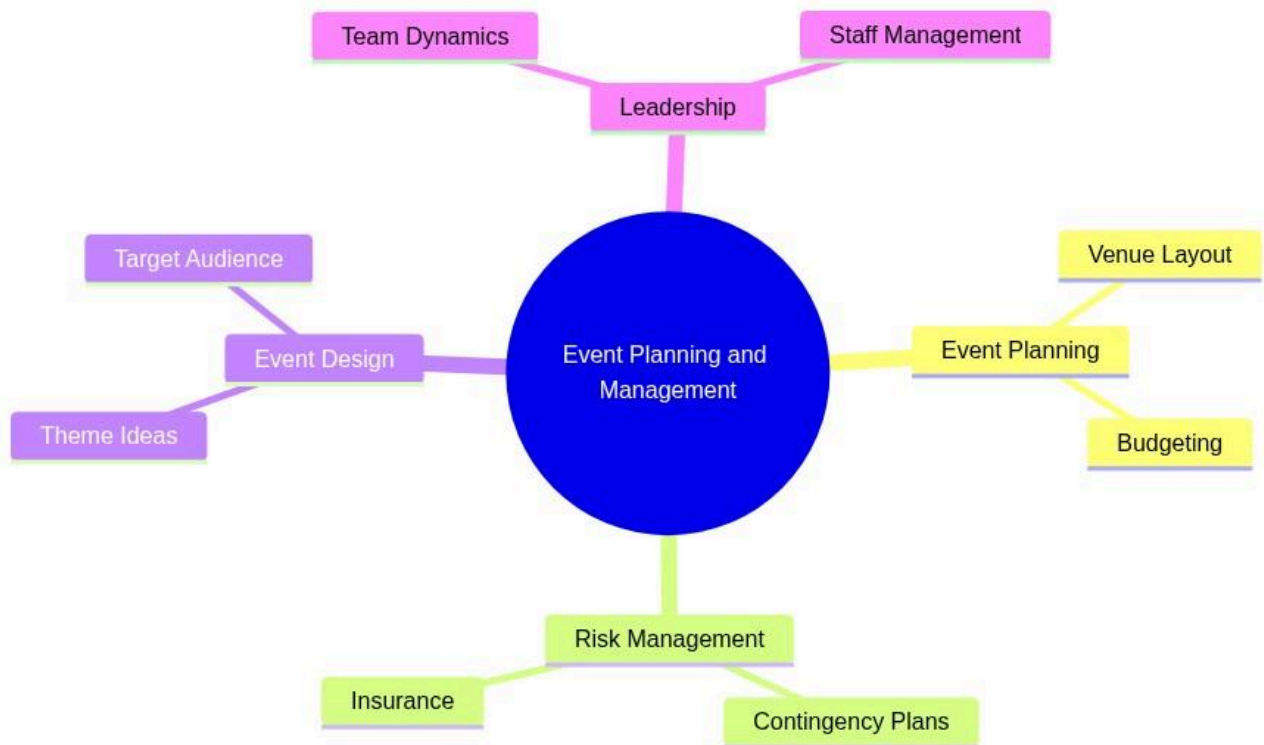 Team Dynamics
Staff Management
Leadership
Target Audience
Venue Layout
Event Design
Event Planning and
Management
Event Planning
Theme Ideas
Budgeting
Risk Management
Insurance
Contingency Plans